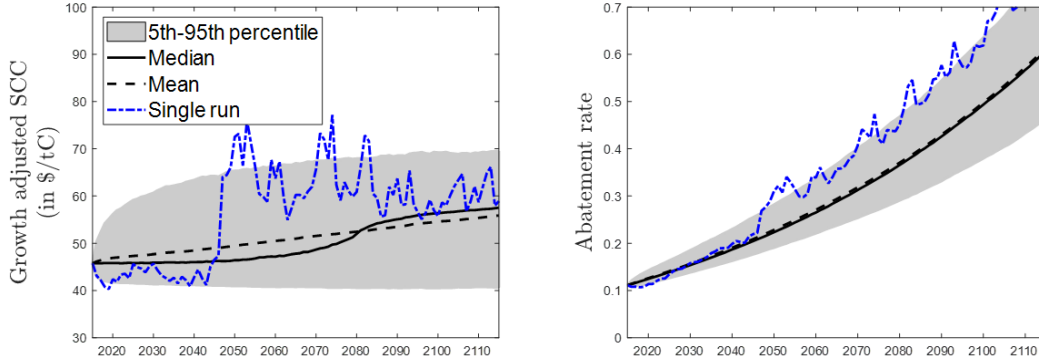 Growth adjusted SCC
(in $/tC)
100
90
80
70
60
50
40
30
5th-95th percentile
Median
Mean
Single run
2020 2030 2040 2050 2060 2070 2080 2090 2100 2110
Abatement rate
0.7
0.6
0.5
0.4
0.3
0.2
0.1
0
2020 2030 2040 2050 2060 2070 2080 2090 2100 2110